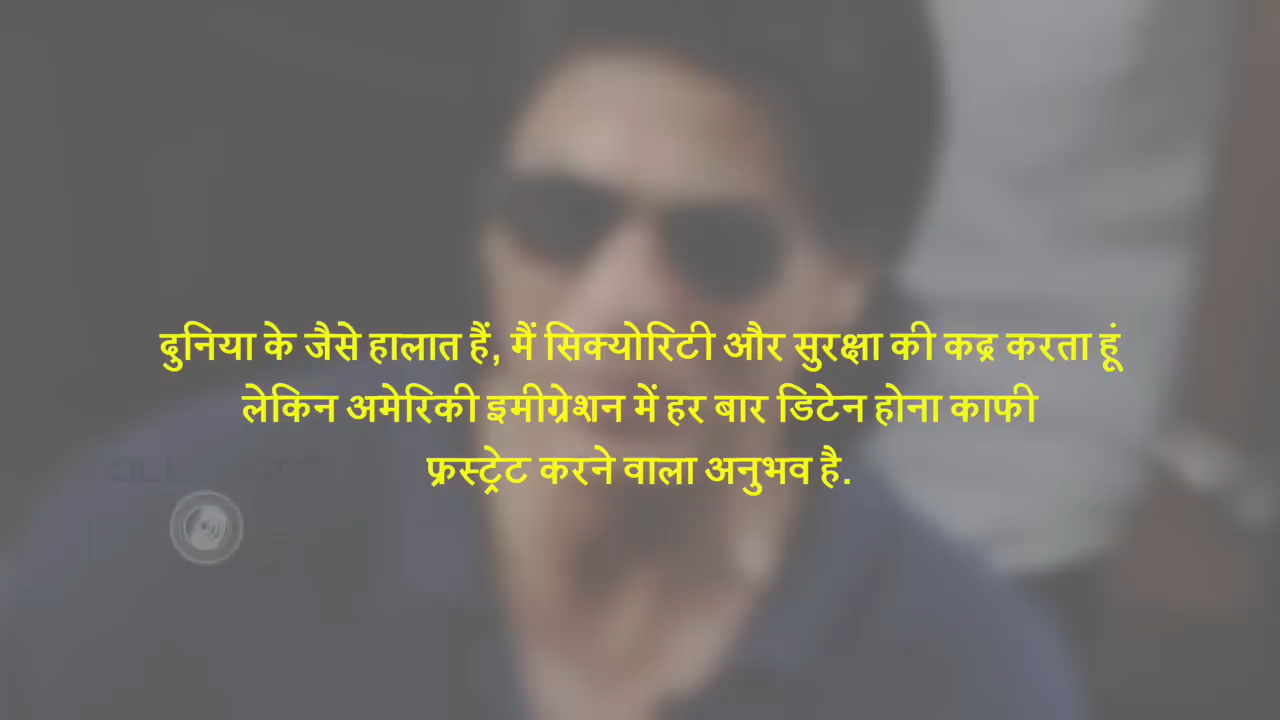 दुनिया के जैसे हालात हैं, मैं सिक्योरिटी और सुरक्षा की कद्र करता हूं
लेकिन अमेरिकी इमीग्रेशन में हर बार डिटेन होना काफी
फ्रस्ट्रेट करने वाला अनुभव है.